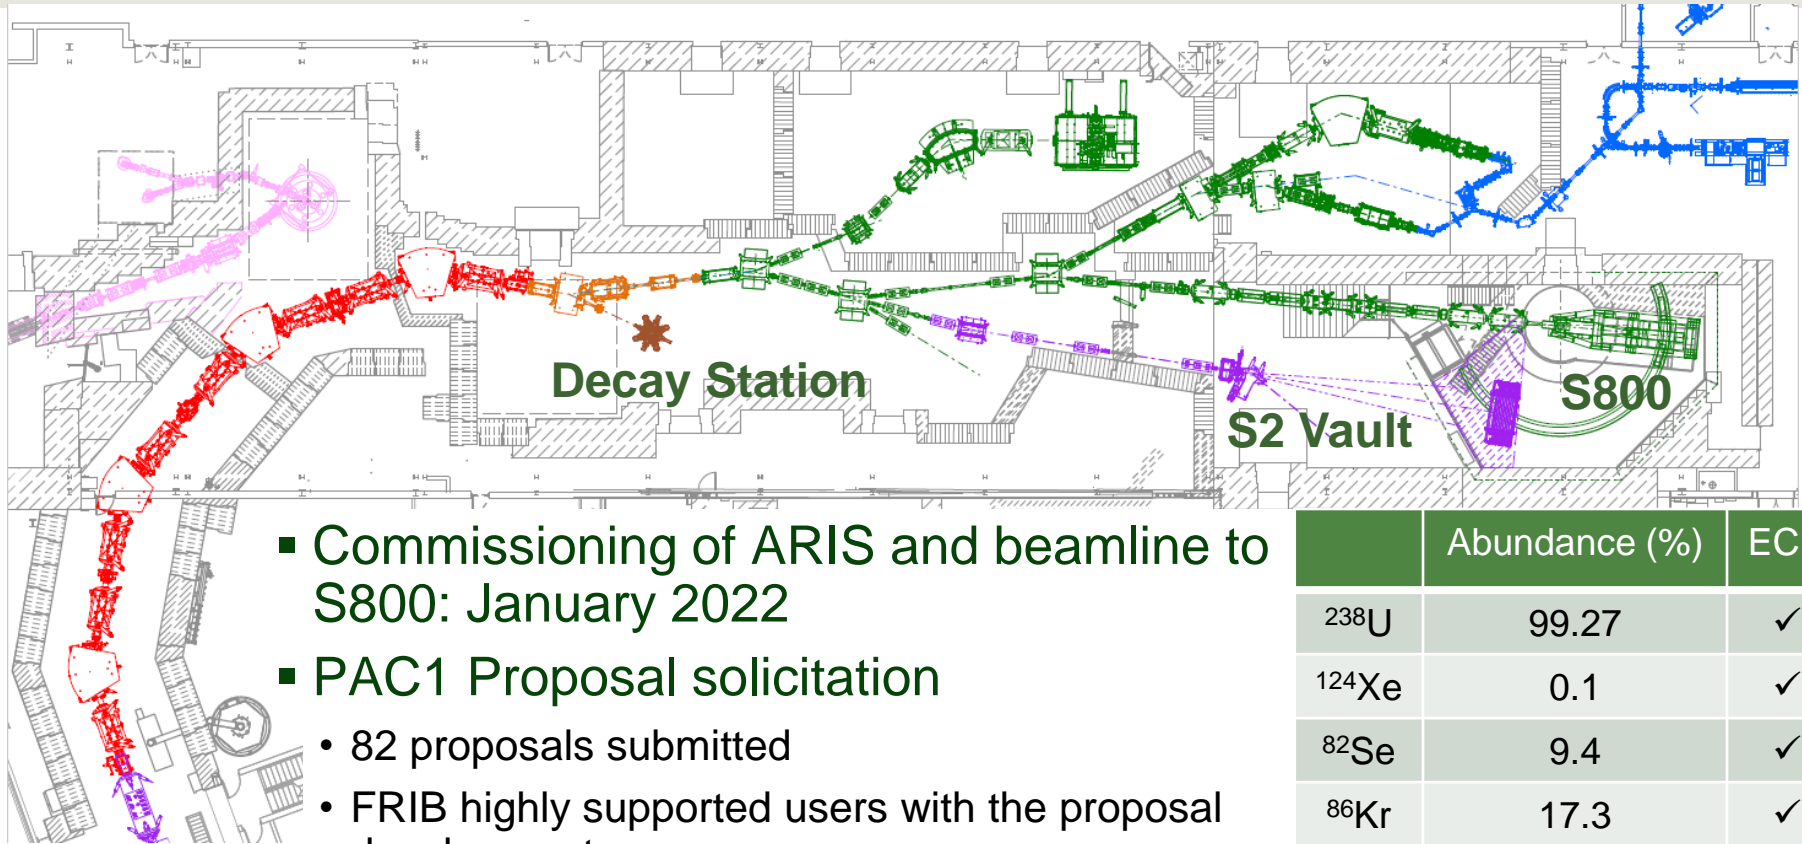 Decay Station
S2 Vault
S800
▪ Commissioning of ARIS and beamline to
S800: January 2022
▪ PAC1 Proposal solicitation
• 82 proposals submitted
• FRIB highly supported users with the proposal
Abundance (%) EC
²³⁸U 99.27 ✓
¹²⁴Xe 0.1 ✓
⁸²Se 9.4 ✓
⁸⁶Kr 17.3 ✓